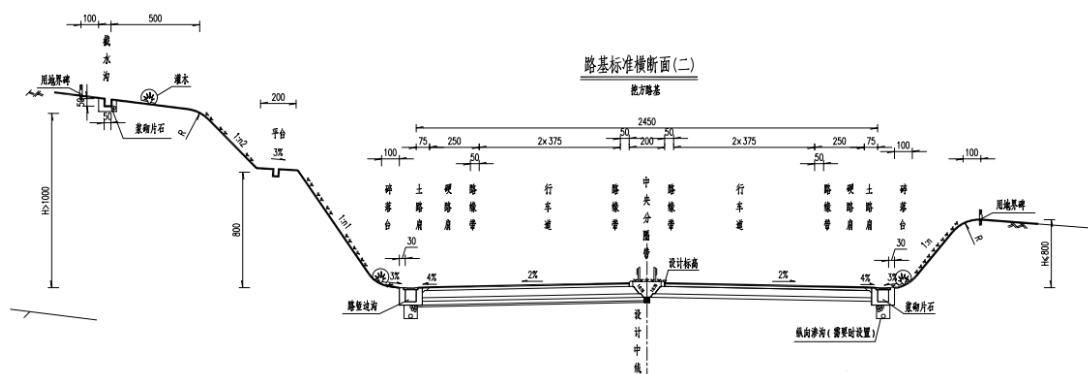 路基标准横断面(二)
挖方路基
100
500
截水沟
用地界碑
灌木
50
50
浆砌片石
R
1:n2
200
平台
3%
H>1000
800
1:n1
2450
100
75
250
50
2x375
50
200
50
2x375
50
250
75
100
100
碎落台
土路肩
硬路肩
路缘带
行车道
路缘带
中央分隔带
路缘带
行车道
路缘带
硬路肩
土路肩
碎落台
用地界碑
30
30
1:n
R
H≤800
3%
4%
2%
设计标高
2%
4%
3%
路堑边沟
浆砌片石
纵向渗沟(需要时设置)
设计中线